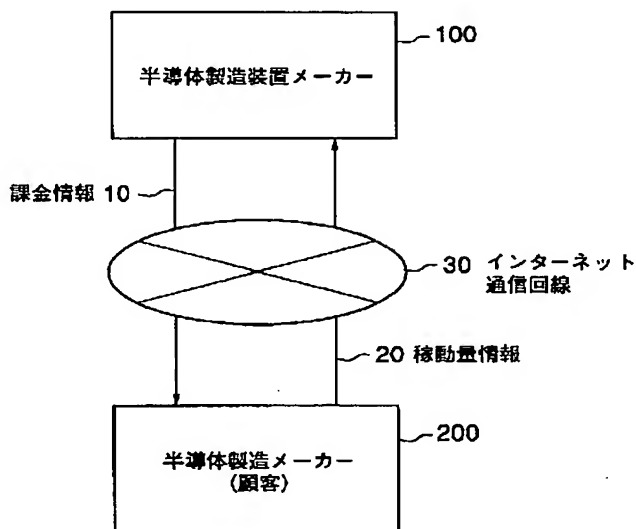 100
半導体製造装置メーカー
課金情報 10
30 インターネット
通信回線
20 稼動量情報
200
半導体製造メーカー
(顧客)